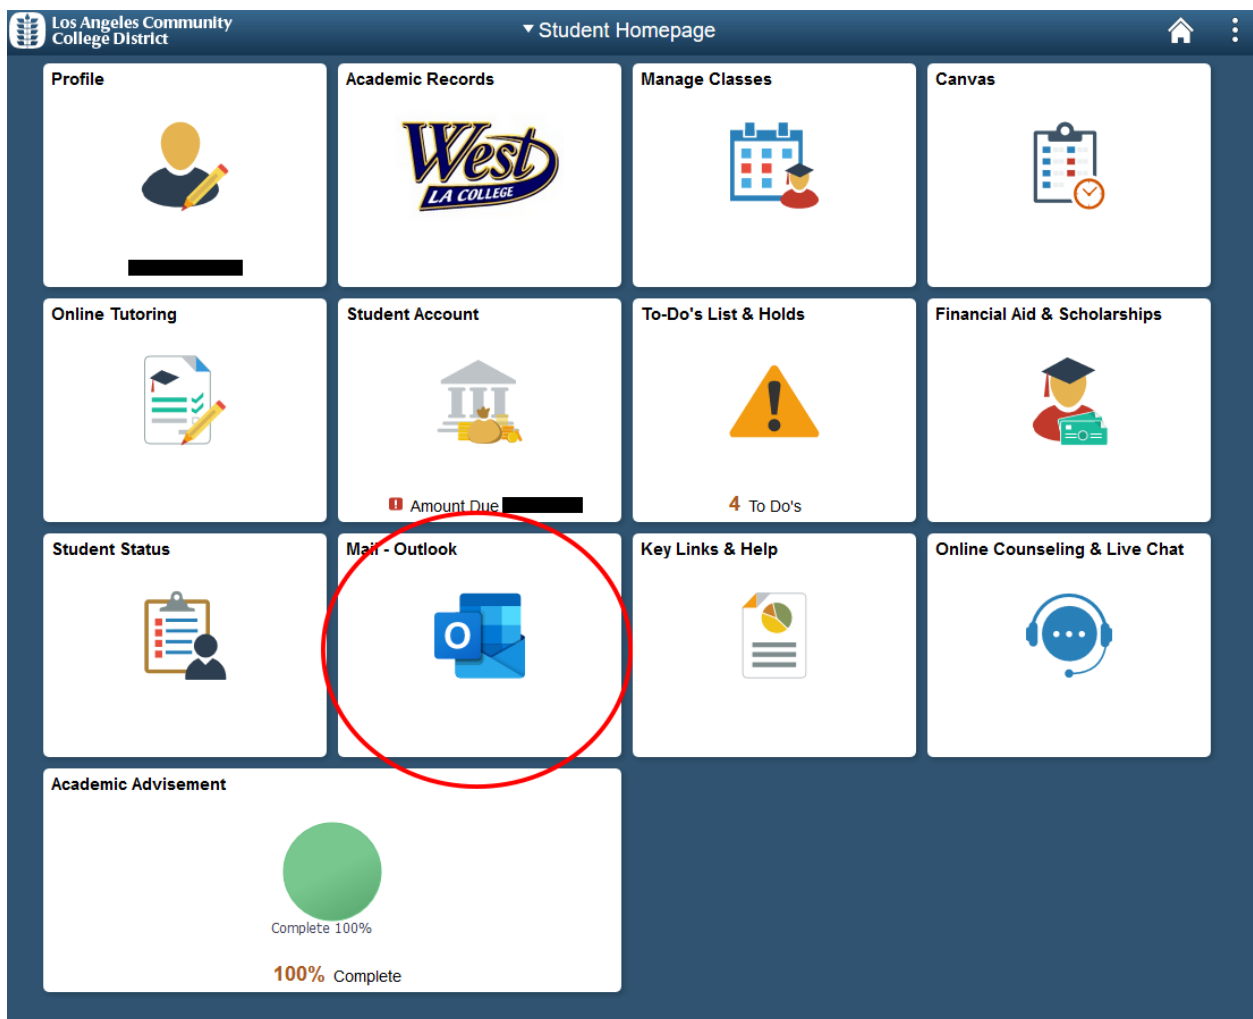 Los Angeles Community
College District
Student Homepage
Profile
Academic Records
Manage Classes
Canvas
West
LA COLLEGE
Online Tutoring
Student Account
To-Do's List & Holds
Financial Aid & Scholarships
! Amount Due
4 To Do's
Student Status
Mail - Outlook
Key Links & Help
Online Counseling & Live Chat
O
Academic Advisement
Complete 100%
100% Complete